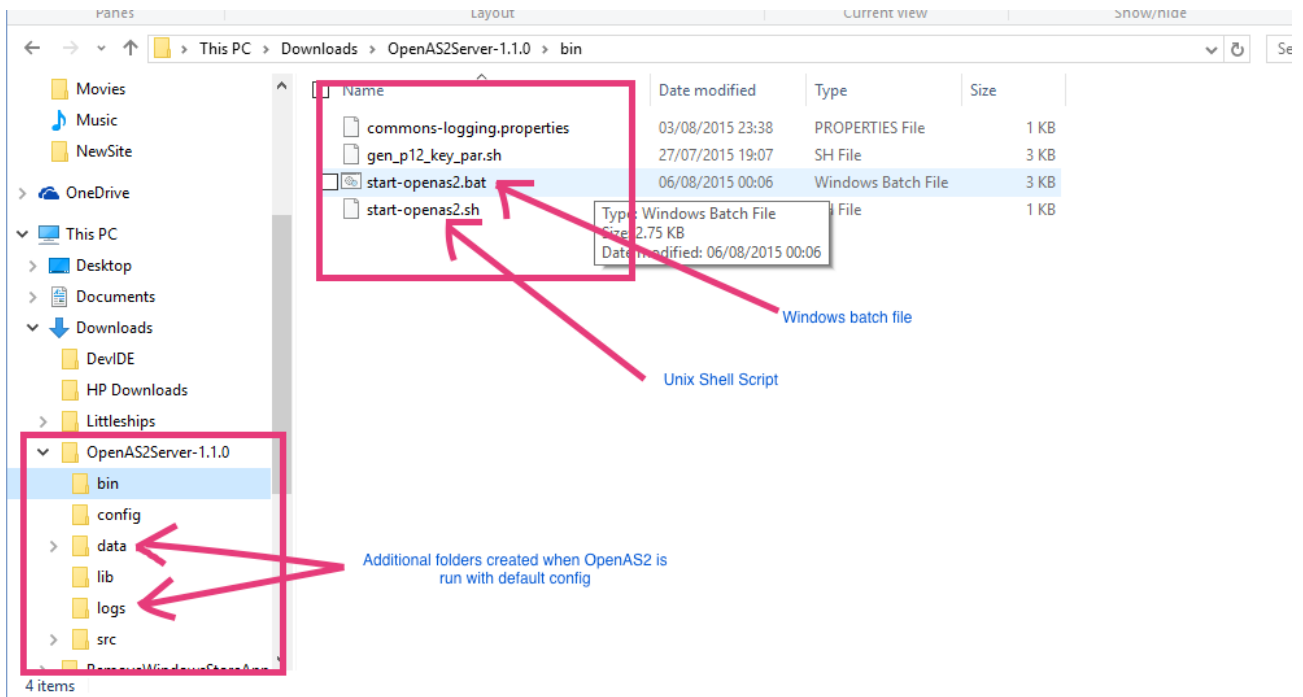 Panes Layout Current view Show/hide
This PC > Downloads > OpenAS2Server-1.1.0 > bin
Movies
Music
NewSite
OneDrive
This PC
Desktop
Documents
Downloads
DevIDE
HP Downloads
Littleships
OpenAS2Server-1.1.0
bin
config
data
lib
logs
src
4 items
Name Date modified Type Size
commons-logging.properties 03/08/2015 23:38 PROPERTIES File 1 KB
gen_p12_key_par.sh 27/07/2015 19:07 SH File 3 KB
start-openas2.bat 06/08/2015 00:06 Windows Batch File 3 KB
start-openas2.sh File 1 KB
Type: Windows Batch File
Size: 2.75 KB
Date modified: 06/08/2015 00:06
Windows batch file
Unix Shell Script
Additional folders created when OpenAS2 is
run with default config